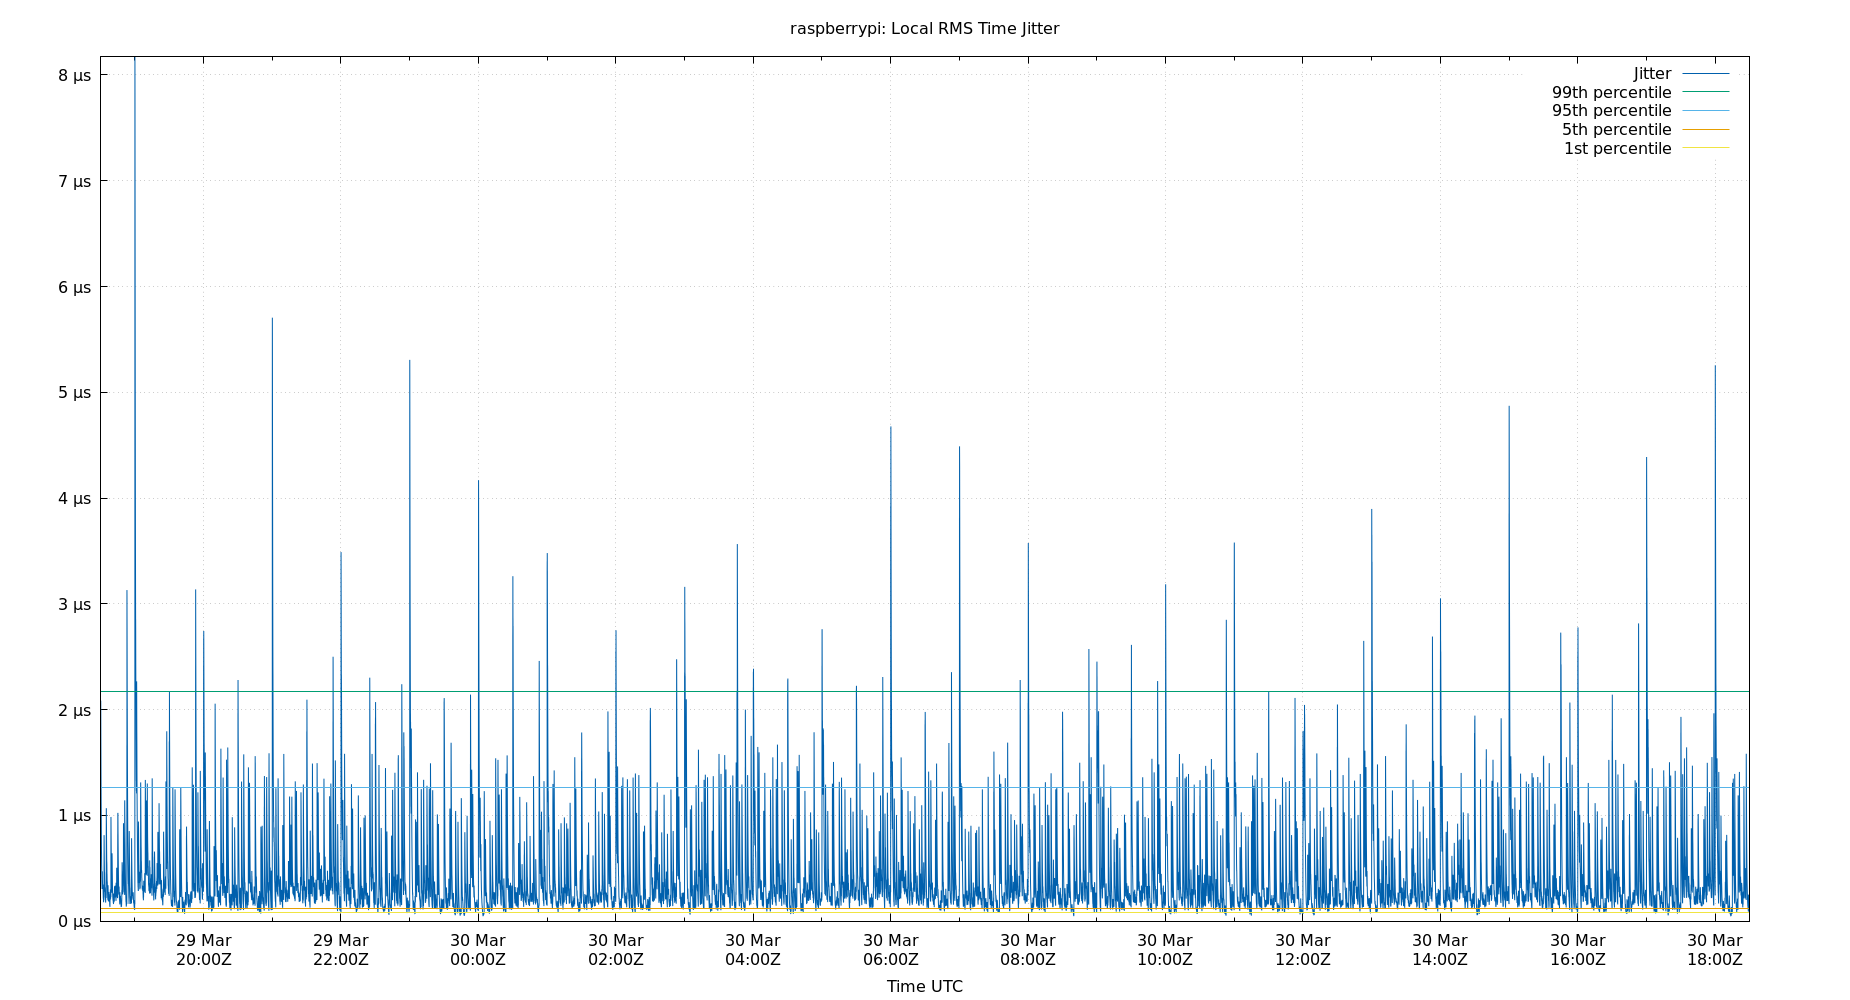 raspberrypi: Local RMS Time Jitter
Jitter
99th percentile
95th percentile
5th percentile
1st percentile
8 µs
7 µs
6 µs
5 µs
4 µs
3 µs
2 µs
1 µs
0 µs
29 Mar 29 Mar 30 Mar 30 Mar 30 Mar 30 Mar 30 Mar 30 Mar 30 Mar 30 Mar 30 Mar 30 Mar
20:00Z 22:00Z 00:00Z 02:00Z 04:00Z 06:00Z 08:00Z 10:00Z 12:00Z 14:00Z 16:00Z 18:00Z
Time UTC